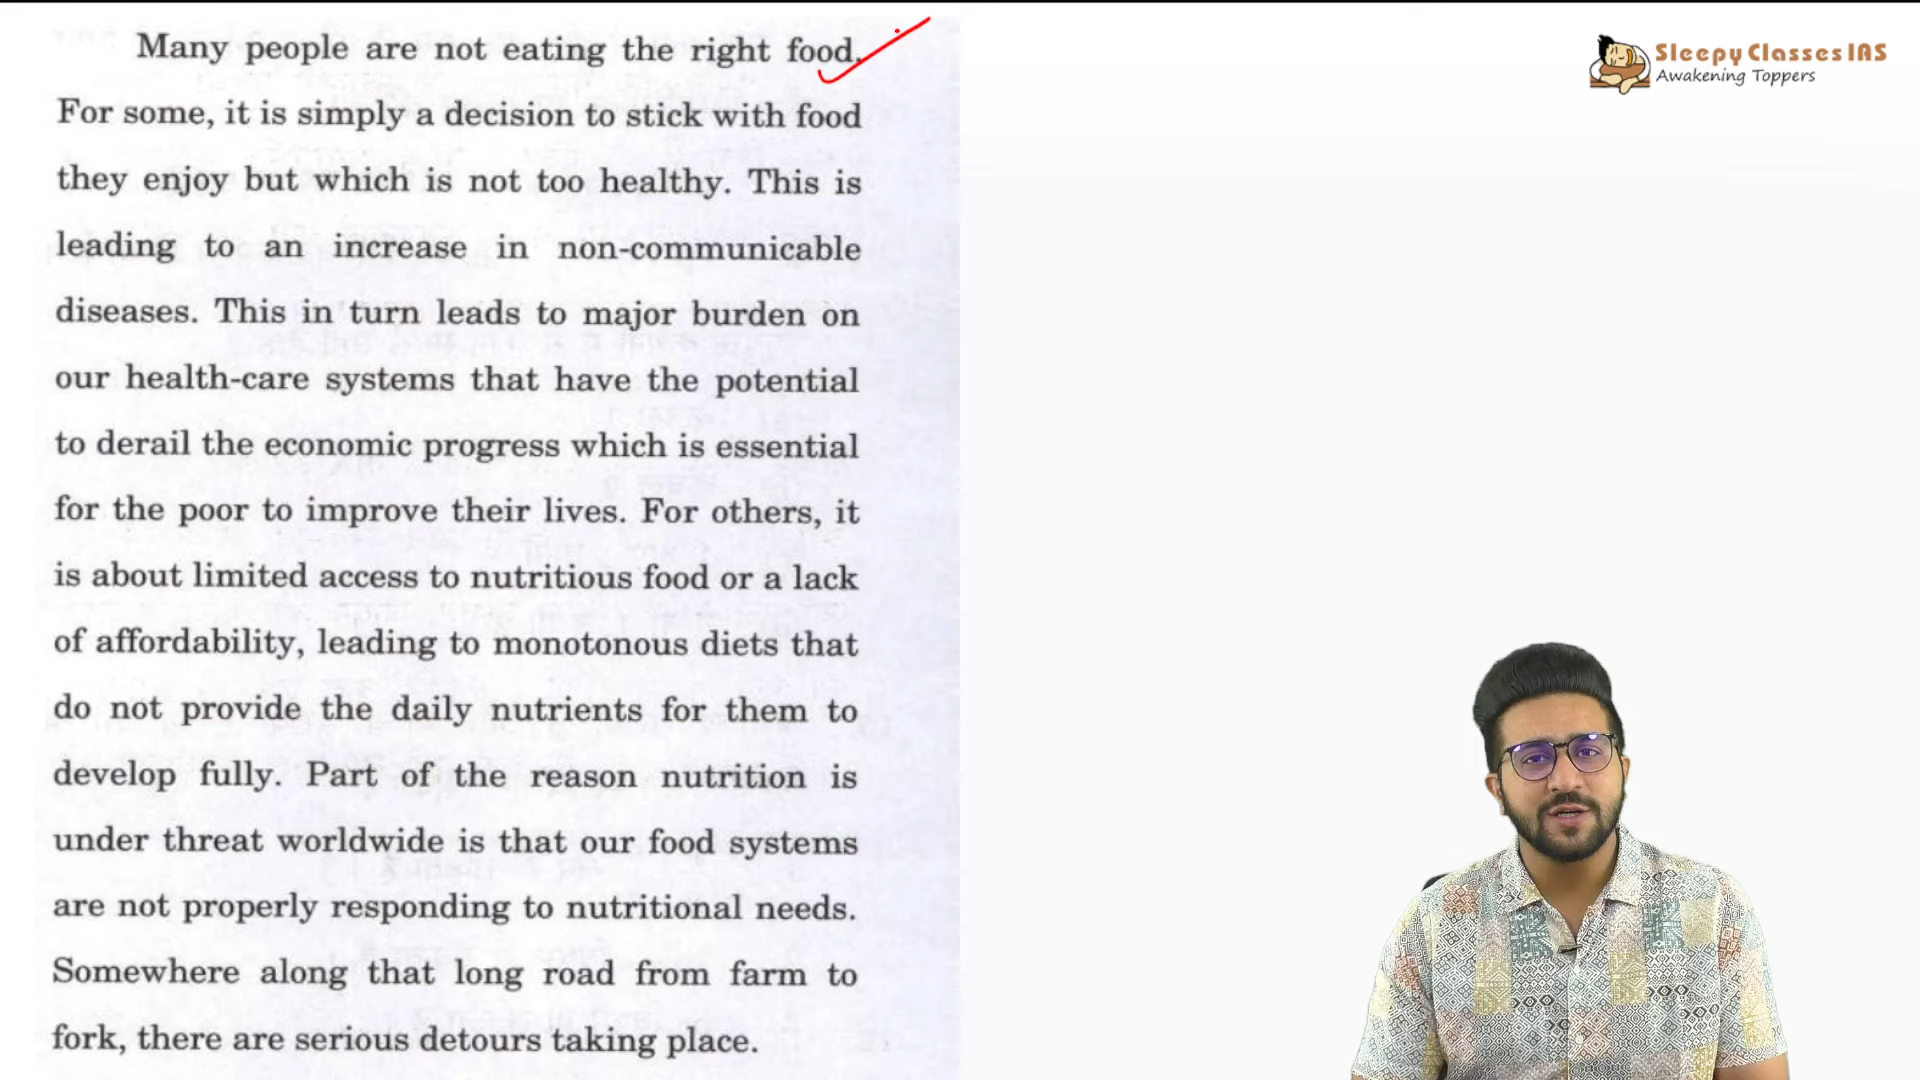 Many people are not eating the right food.
For some, it is simply a decision to stick with food
they enjoy but which is not too healthy. This is
leading to an increase in non-communicable
diseases. This in turn leads to major burden on
our health-care systems that have the potential
to derail the economic progress which is essential
for the poor to improve their lives. For others, it
is about limited access to nutritious food or a lack
of affordability, leading to monotonous diets that
do not provide the daily nutrients for them to
develop fully. Part of the reason nutrition is
under threat worldwide is that our food systems
are not properly responding to nutritional needs.
Somewhere along that long road from farm to
fork, there are serious detours taking place.
Sleepy Classes IAS
Awakening Toppers